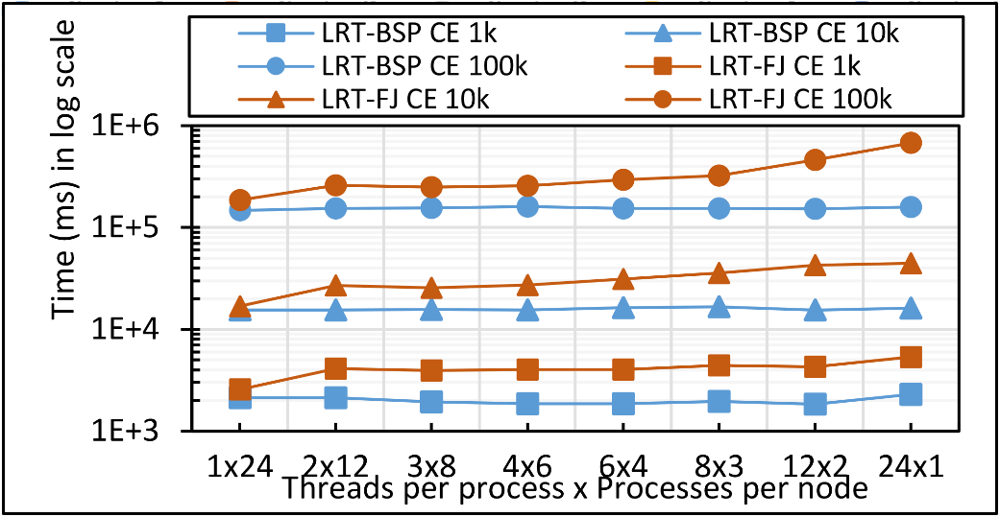 LRT-BSP CE 1k
LRT-BSP CE 10k
LRT-BSP CE 100k
LRT-FJ CE 1k
LRT-FJ CE 10k
LRT-FJ CE 100k
Time (ms) in log scale
1E+6
1E+5
1E+4
1E+3
1x24 2x12 3x8 4x6 6x4 8x3 12x2 24x1
Threads per process x Processes per node